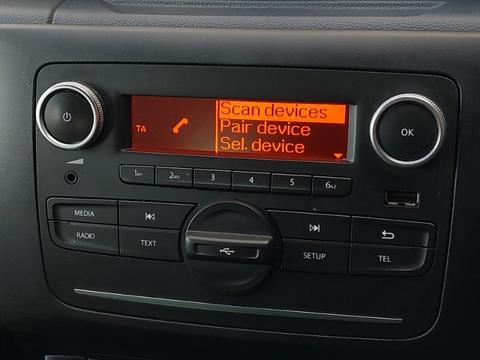 Scan devices
TA
Pair device
Sel. device
OK
1
2
3
4
5
6
MEDIA
RADIO
TEXT
SETUP
TEL